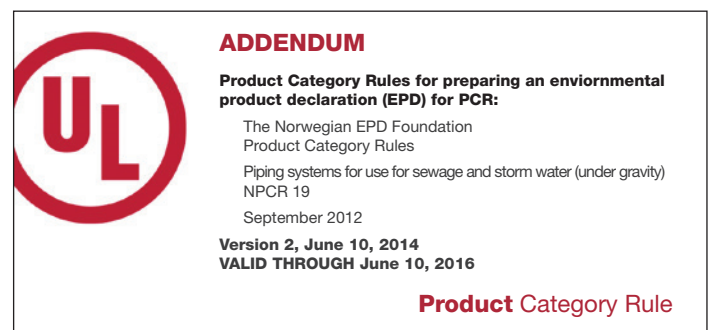 UL
ADDENDUM
Product Category Rules for preparing an enviornmental
product declaration (EPD) for PCR:
The Norwegian EPD Foundation
Product Category Rules
Piping systems for use for sewage and storm water (under gravity)
NPCR 19
September 2012
Version 2, June 10, 2014
VALID THROUGH June 10, 2016
Product Category Rule